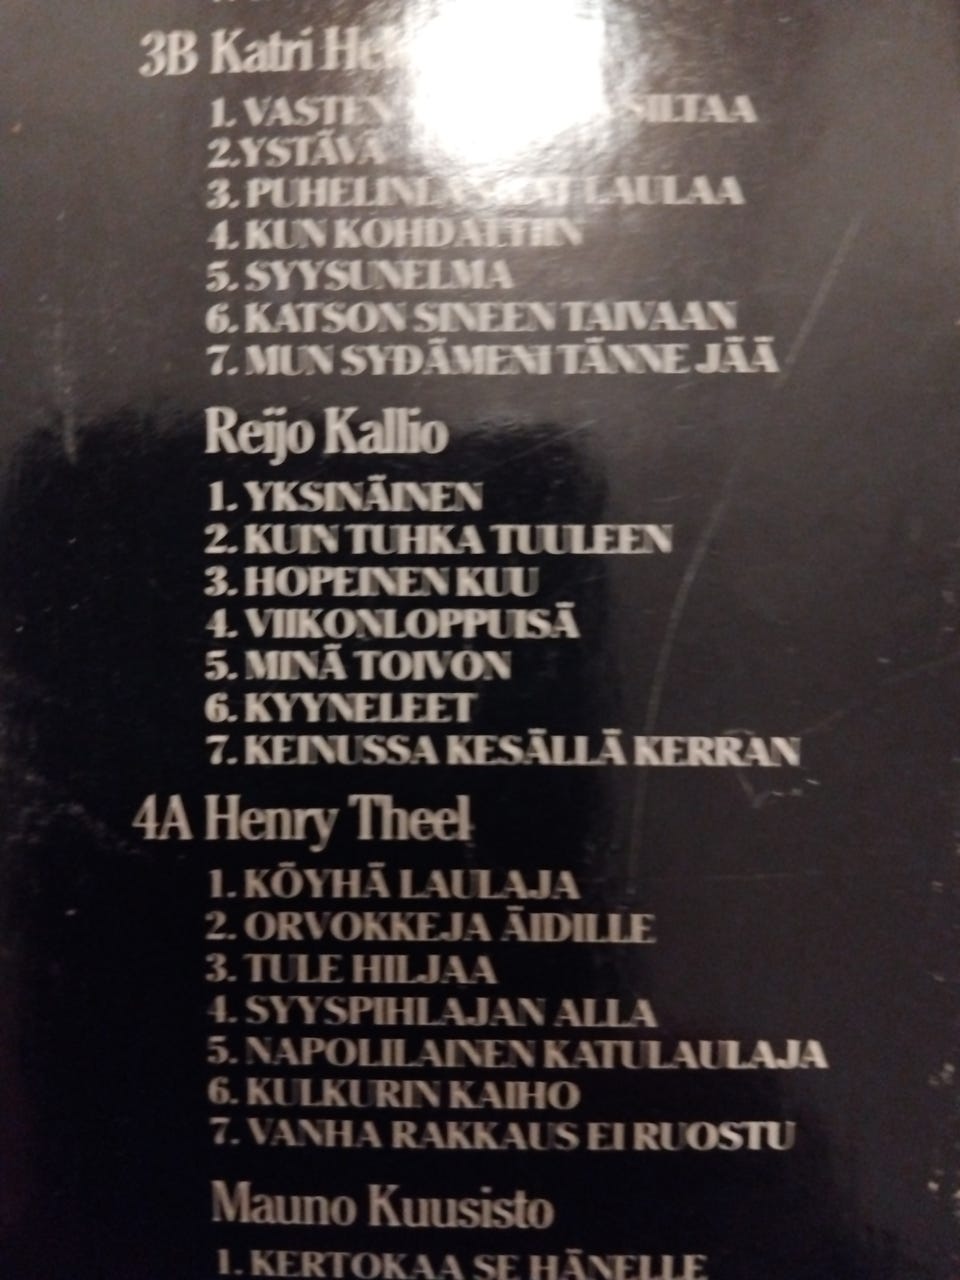 3B Katri
1. VASTEN SILTAA
2.YSTÄVÄ
3. LAULAA
4. KUN KOHDATTIIN
5. SYYSUNELMA
6. KATSON SINEEN TAIVAAN
7. MUN SYDÄMENI TÄNNE JÄÄ
Reijo Kallio
1. YKSINÄINEN
2. KUIN TUHKA TUULEEN
3. HOPEINEN KUU
4. VIIKONLOPPUISÄ
5. MINÄ TOIVON
6. KYYNELEET
7. KEINUSSA KESÄLLÄ KERRAN
4A Henry Theel
1. KÖYHÄ LAULAJA
2. ORVOKKEJA ÄIDILLE
3. TULE HILJAA
4. SYYSPIHLAJAN ALLA
5. NAPOLILAINEN KATULAULAJA
6. KULKURIN KAIHO
7. VANHA RAKKAUS EI RUOSTU
Mauno Kuusisto
1. KERTOKAA SE HÄNELLE